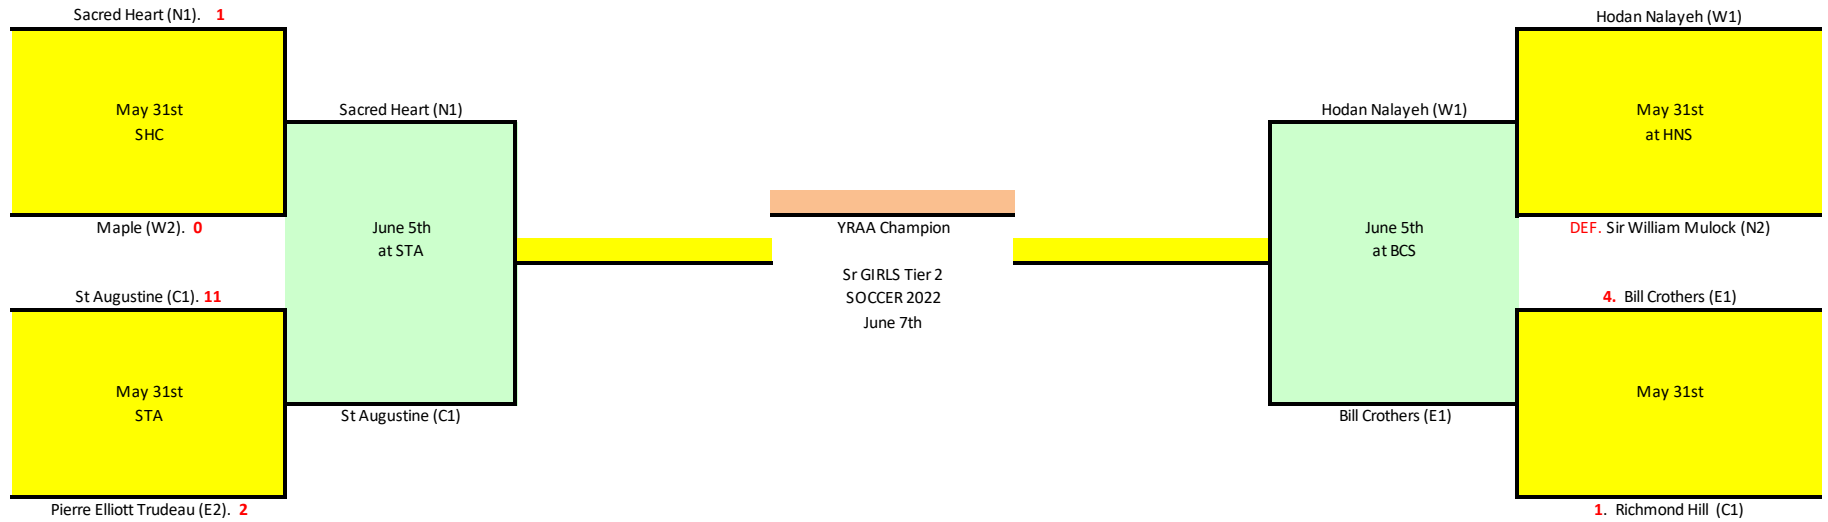 Sacred Heart (N1). 1
May 31st
SHC
Maple (W2). 0
St Augustine (C1). 11
May 31st
STA
Pierre Elliott Trudeau (E2). 2
Sacred Heart (N1)
June 5th
at STA
St Augustine (C1)
YRAA Champion
Sr GIRLS Tier 2
SOCCER 2022
June 7th
Hodan Nalayeh (W1)
June 5th
at BCS
Bill Crothers (E1)
Hodan Nalayeh (W1)
May 31st
at HNS
DEF. Sir William Mulock (N2)
4. Bill Crothers (E1)
May 31st
1. Richmond Hill (C1)